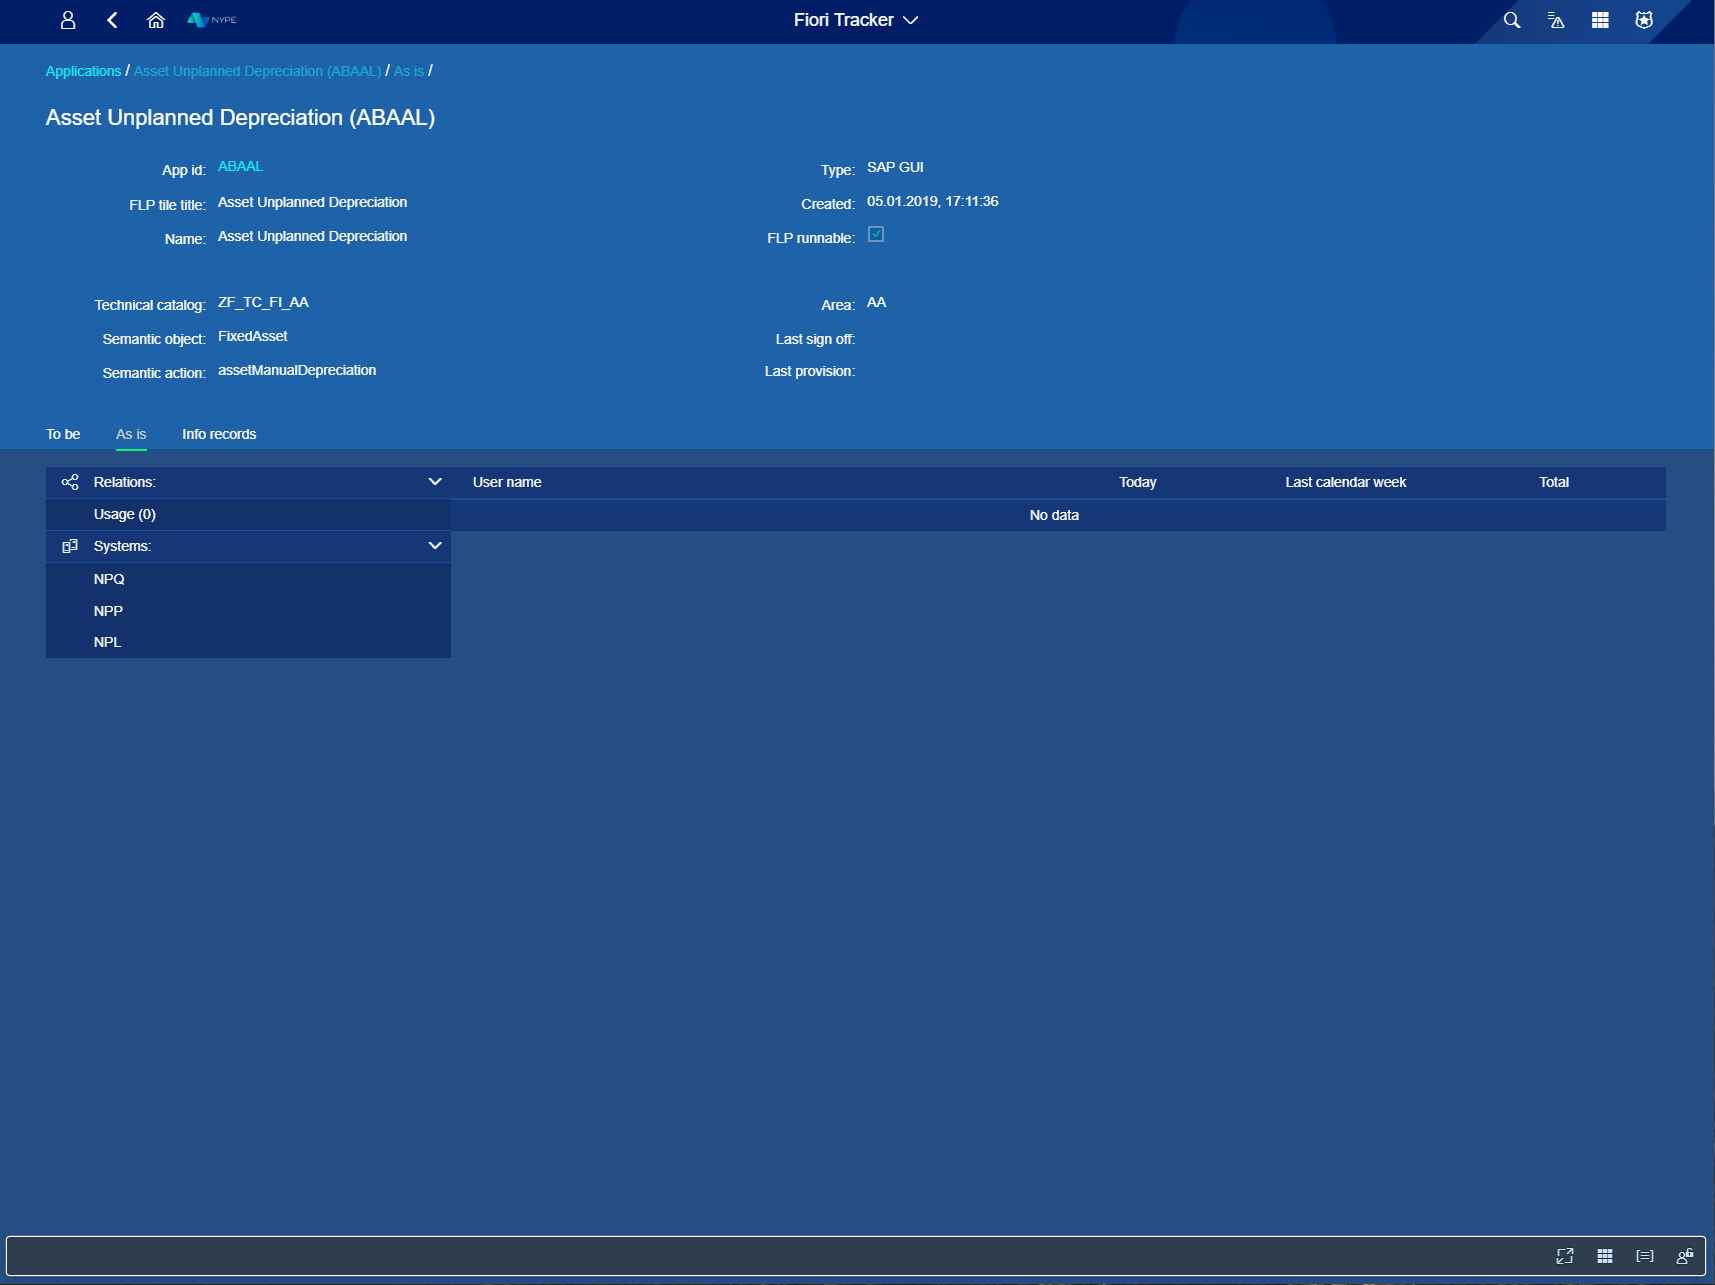 NYPE
Fiori Tracker
Applications / Asset Unplanned Depreciation (ABAAL) / As is /
Asset Unplanned Depreciation (ABAAL)
App id: ABAAL
Type: SAP GUI
FLP tile title: Asset Unplanned Depreciation
Created: 05.01.2019, 17:11:36
Name: Asset Unplanned Depreciation
FLP runnable:
Technical catalog: ZF_TC_FI_AA
Area: AA
Semantic object: FixedAsset
Last sign off:
Semantic action: assetManualDepreciation
Last provision:
To be As is Info records
Relations:
User name Today Last calendar week Total
Usage (0)
No data
Systems:
NPQ
NPP
NPL